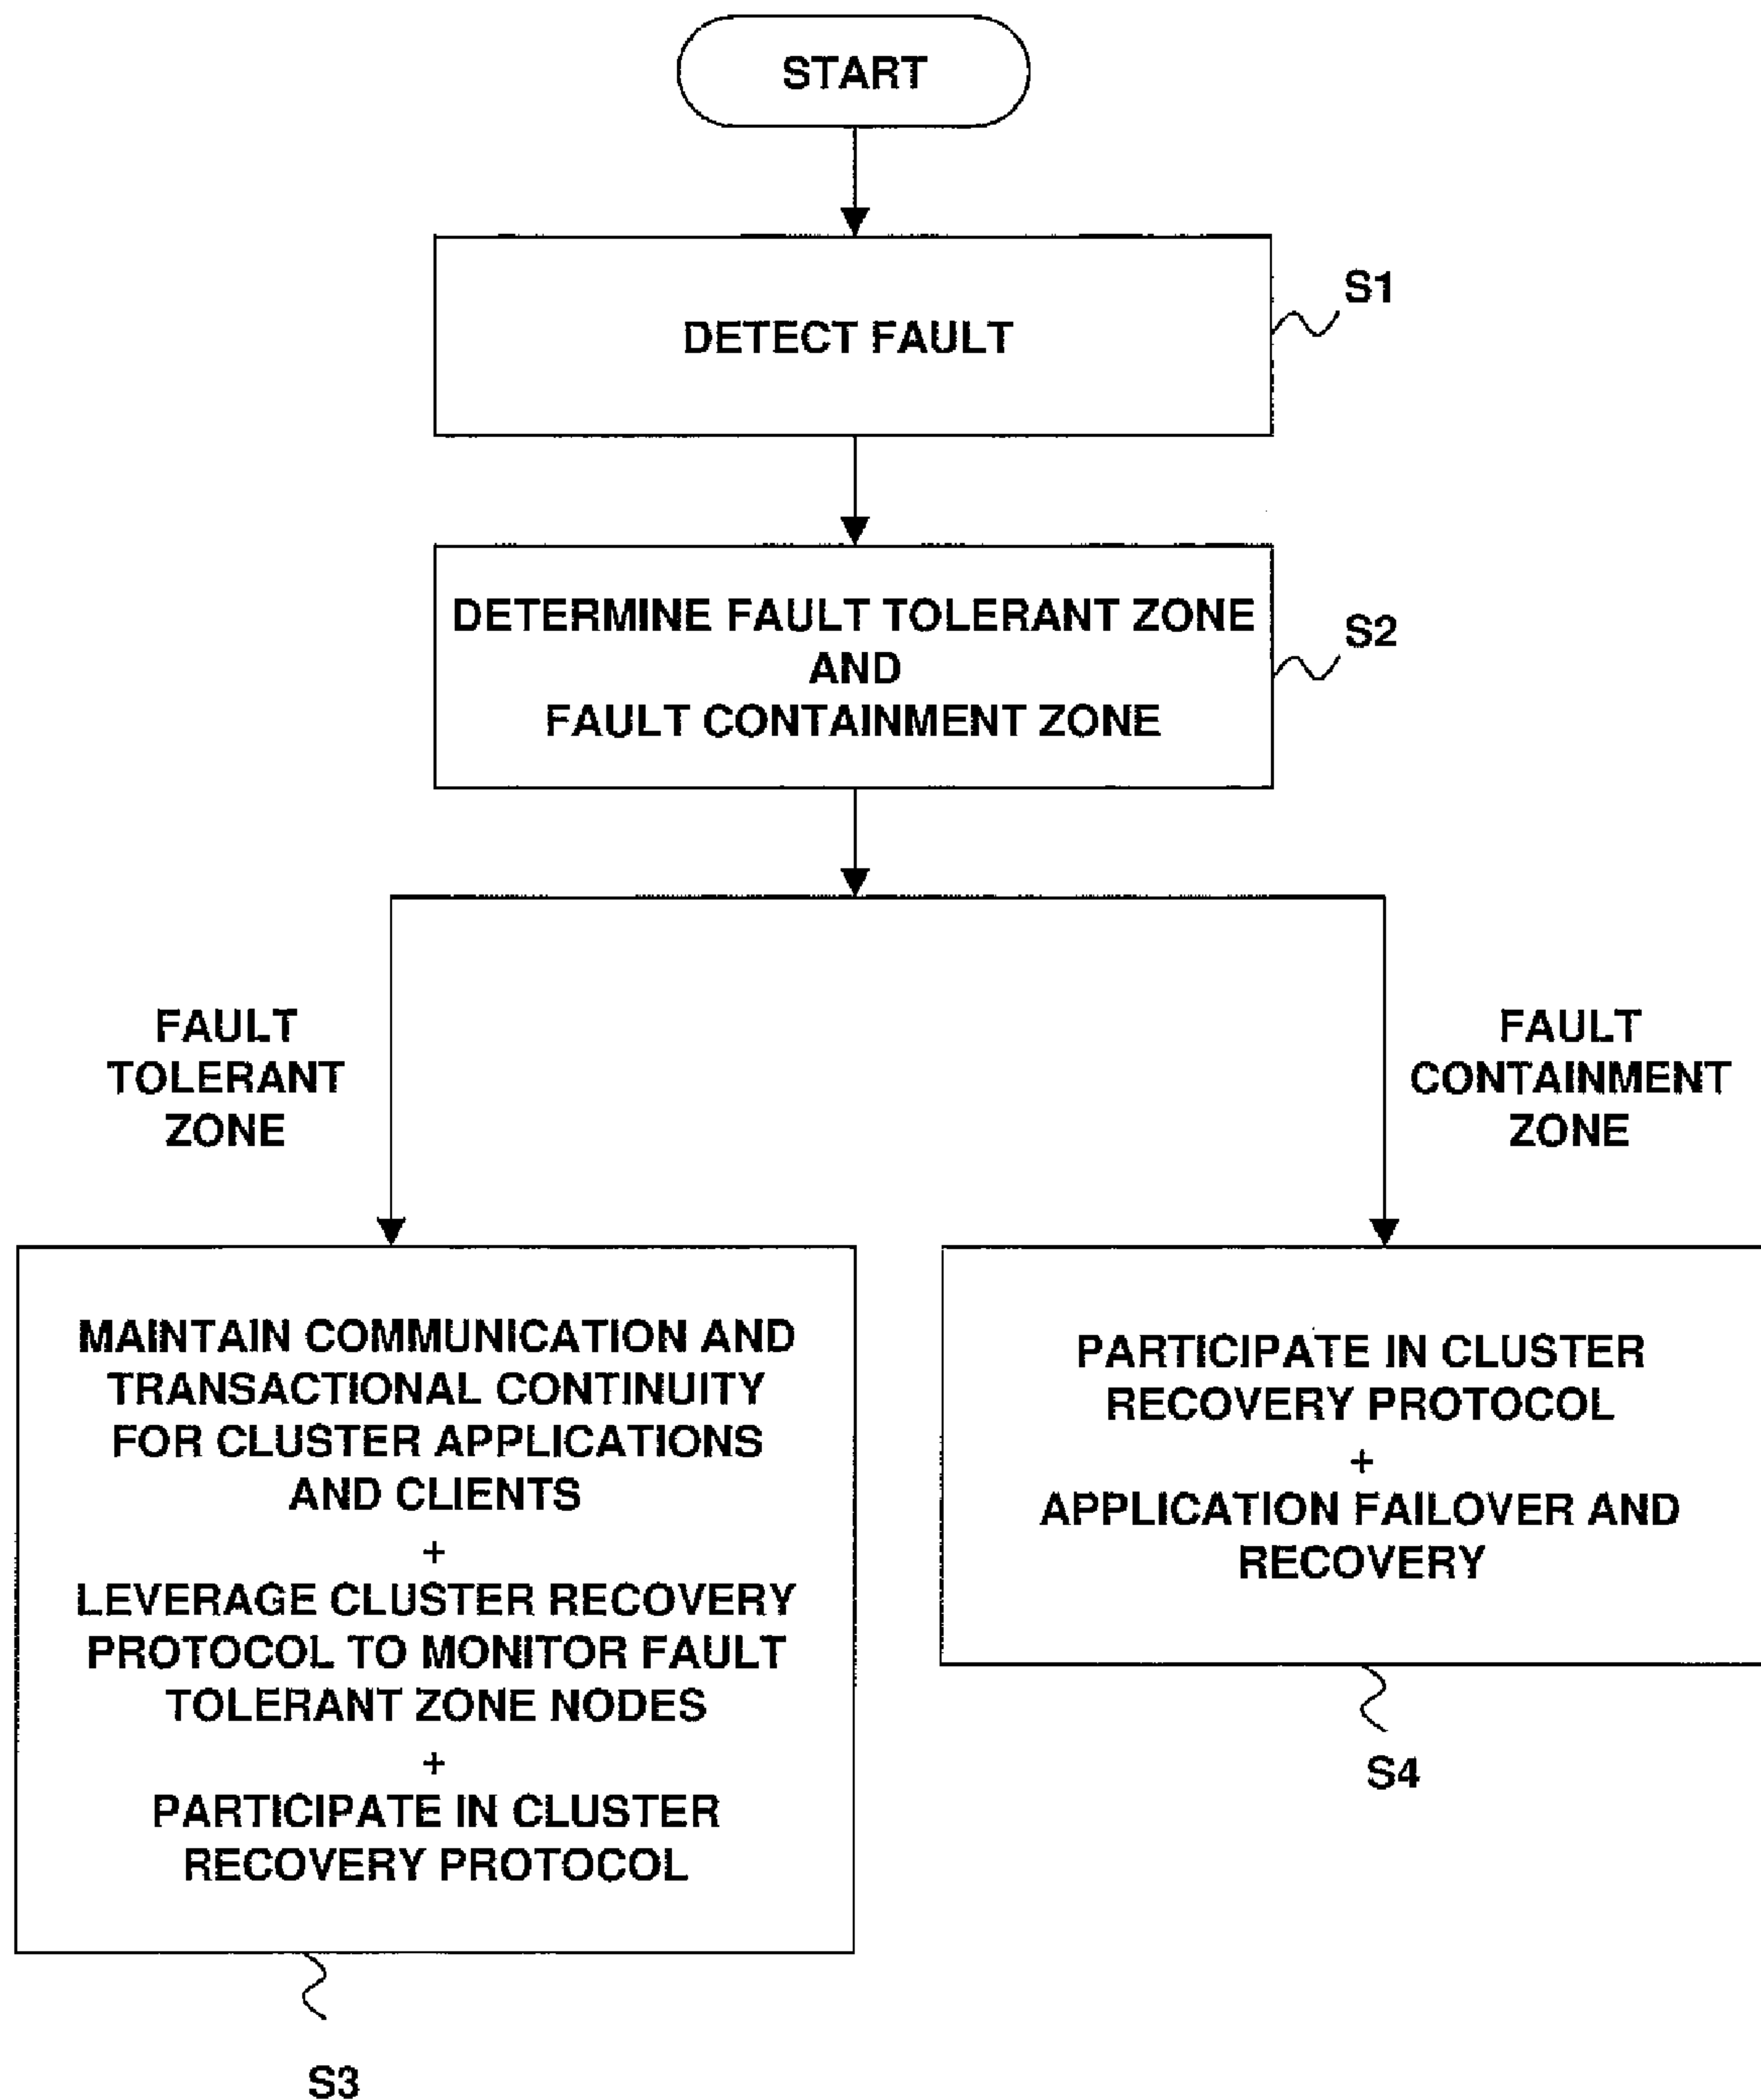 START
DETECT FAULT
S1
DETERMINE FAULT TOLERANT ZONE
AND
FAULT CONTAINMENT ZONE
S2
FAULT
TOLERANT
ZONE
FAULT
CONTAINMENT
ZONE
MAINTAIN COMMUNICATION AND
TRANSACTIONAL CONTINUITY
FOR CLUSTER APPLICATIONS
AND CLIENTS
+
LEVERAGE CLUSTER RECOVERY
PROTOCOL TO MONITOR FAULT
TOLERANT ZONE NODES
+
PARTICIPATE IN CLUSTER
RECOVERY PROTOCOL
S3
PARTICIPATE IN CLUSTER
RECOVERY PROTOCOL
+
APPLICATION FAILOVER AND
RECOVERY
S4